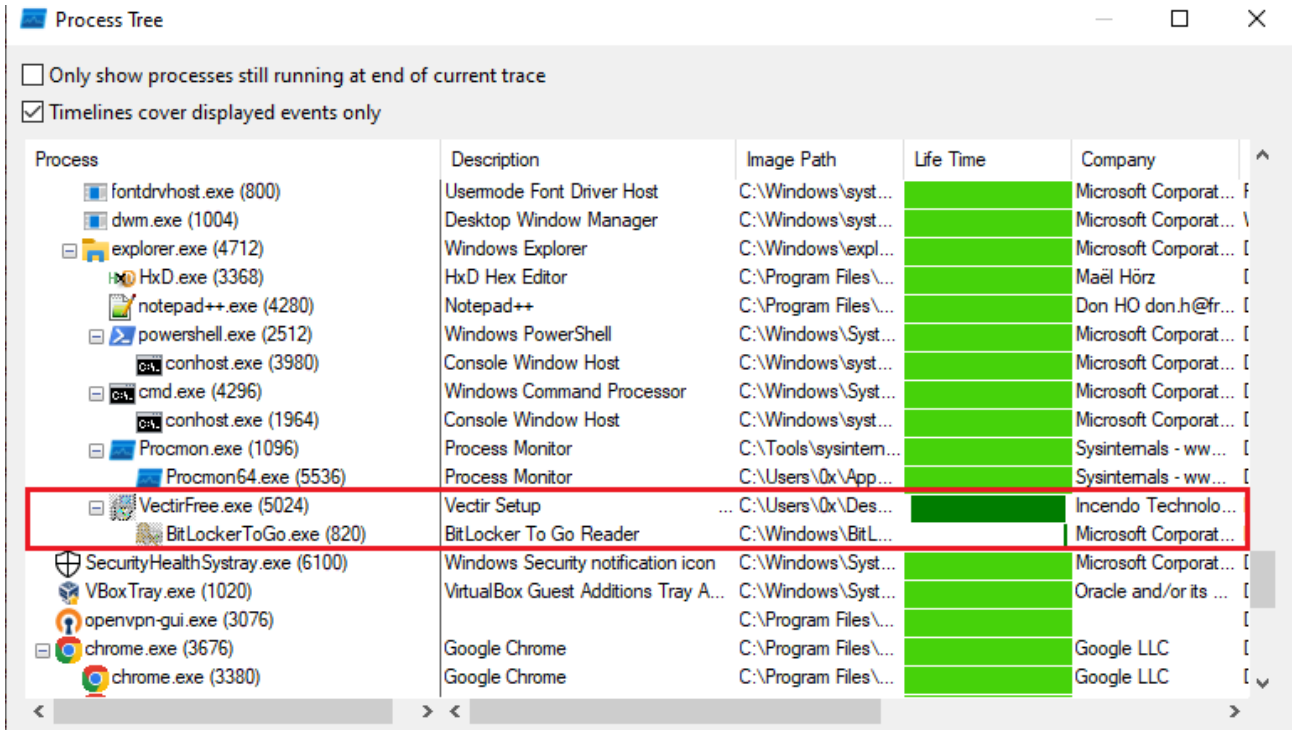 Process Tree
Only show processes still running at end of current trace
Timelines cover displayed events only
Process Description Image Path Life Time Company
fontdrvhost.exe (800) Usermode Font Driver Host C:\Windows\syst... Microsoft Corporat...
dwm.exe (1004) Desktop Window Manager C:\Windows\syst... Microsoft Corporat...
explorer.exe (4712) Windows Explorer C:\Windows\expl... Microsoft Corporat...
HxD.exe (3368) HxD Hex Editor C:\Program Files\... Maël Hörz
notepad++.exe (4280) Notepad++ C:\Program Files\... Don HO don.h@fr...
powershell.exe (2512) Windows PowerShell C:\Windows\Syst... Microsoft Corporat...
conhost.exe (3980) Console Window Host C:\Windows\syst... Microsoft Corporat...
cmd.exe (4296) Windows Command Processor C:\Windows\syst... Microsoft Corporat...
conhost.exe (1964) Console Window Host C:\Windows\syst... Microsoft Corporat...
Procmon.exe (1096) Process Monitor C:\Tools\sysintern... Sysinternals - ww...
Procmon64.exe (5536) Process Monitor C:\Users\0x\App... Sysinternals - ww...
VectirFree.exe (5024) Vectir Setup ... C:\Users\0x\Des... Incendo Technolo...
BitLockerToGo.exe (820) BitLocker To Go Reader C:\Windows\BitL... Microsoft Corporat...
SecurityHealthSystray.exe (6100) Windows Security notification icon C:\Windows\Syst... Microsoft Corporat...
VBoxTray.exe (1020) VirtualBox Guest Additions Tray A... C:\Windows\Syst... Oracle and/or its ...
openvpn-gui.exe (3076) C:\Program Files\...
chrome.exe (3676) Google Chrome C:\Program Files\... Google LLC
chrome.exe (3380) Google Chrome C:\Program Files\... Google LLC